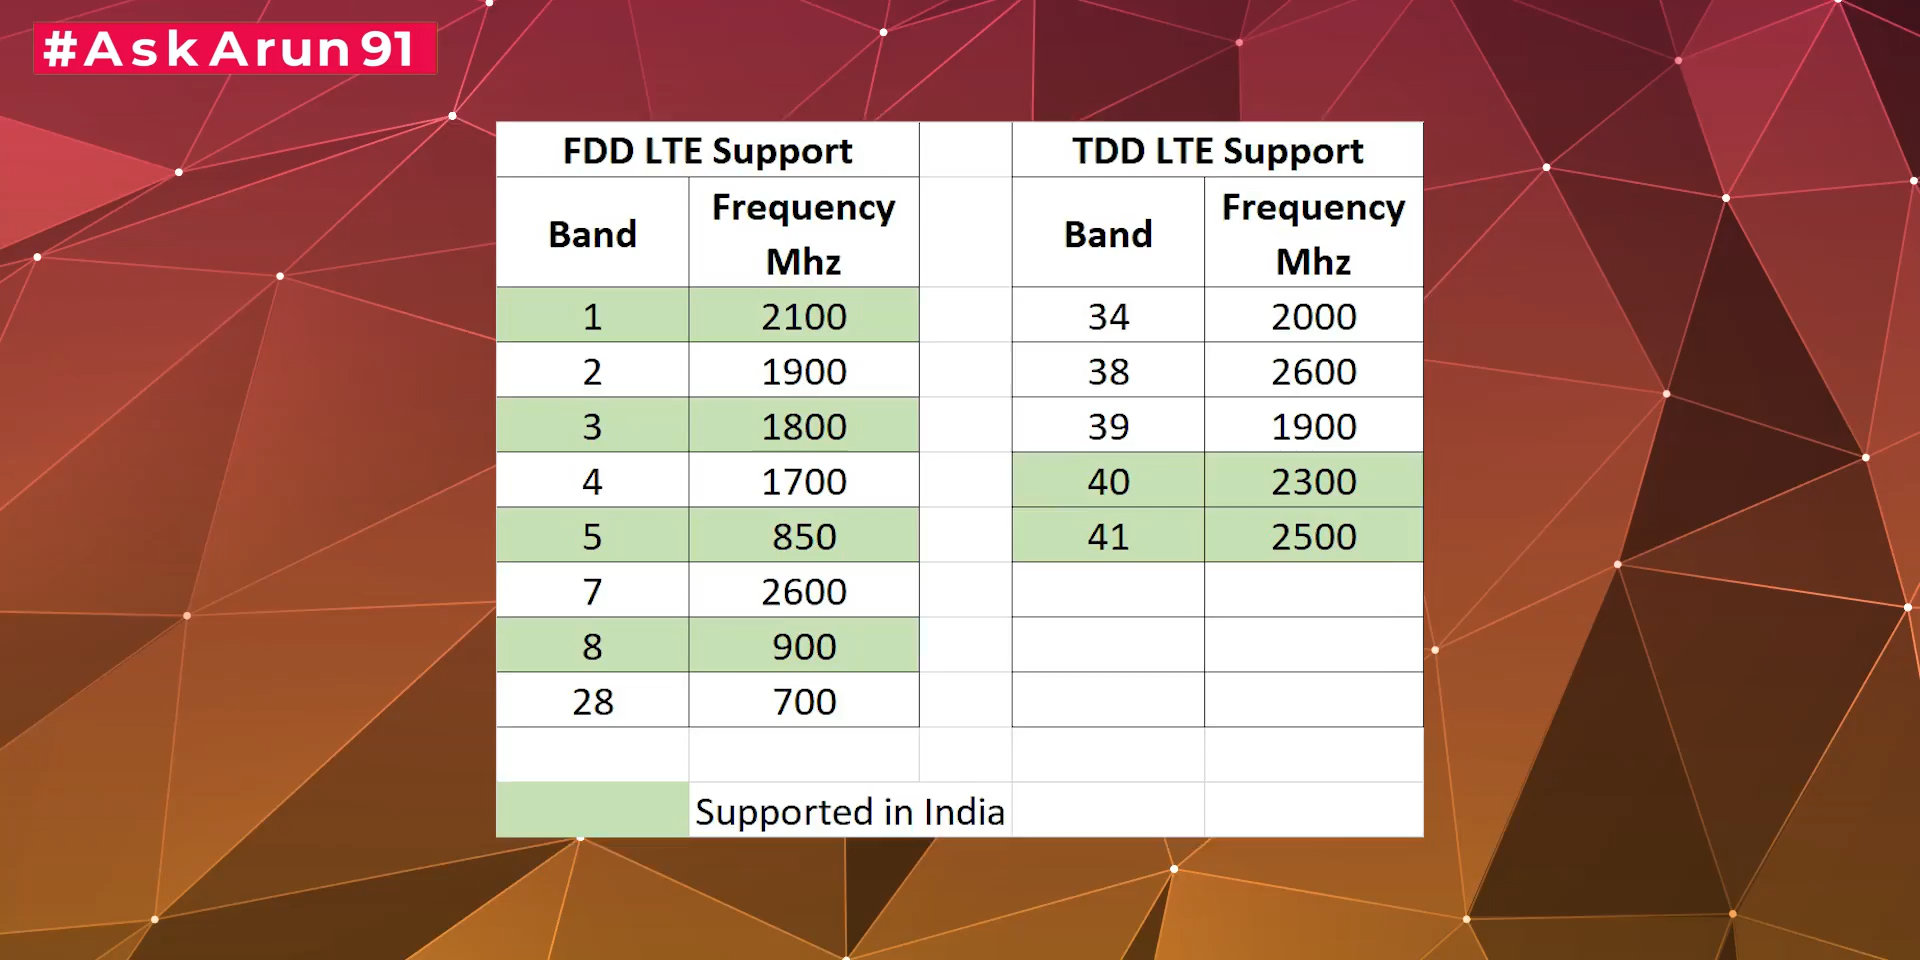 #AskArun91
FDD LTE Support TDD LTE Support
Band Frequency Mhz Band Frequency Mhz
1 2100 34 2000
2 1900 38 2600
3 1800 39 1900
4 1700 40 2300
5 850 41 2500
7 2600
8 900
28 700
Supported in India